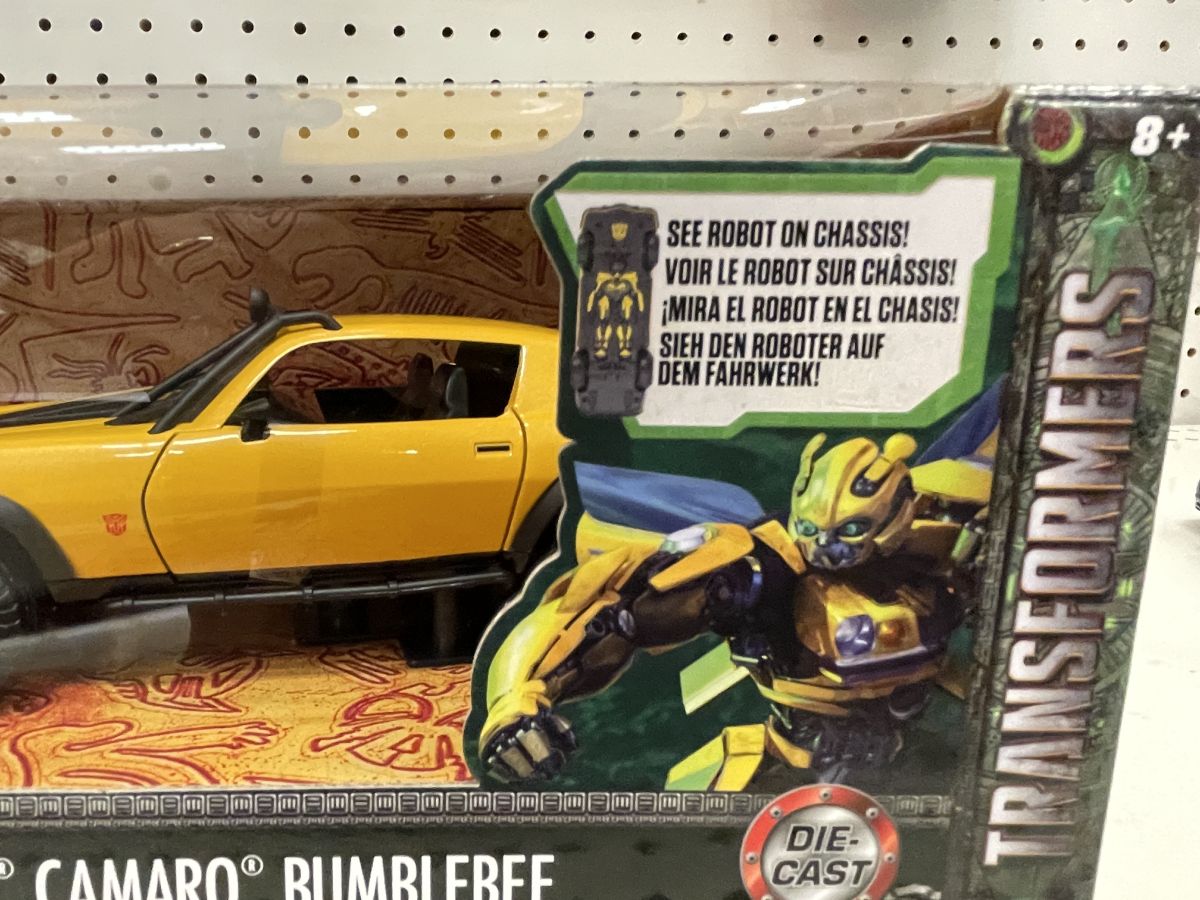 8+
SEE ROBOT ON CHASSIS!
VOIR LE ROBOT SUR CHÂSSIS!
¡MIRA EL ROBOT EN EL CHASIS!
SIEH DEN ROBOTER AUF
DEM FAHRWERK!
TRANSFORMERS
® CAMARO® BUMBLEBEE
DIE-
CAST